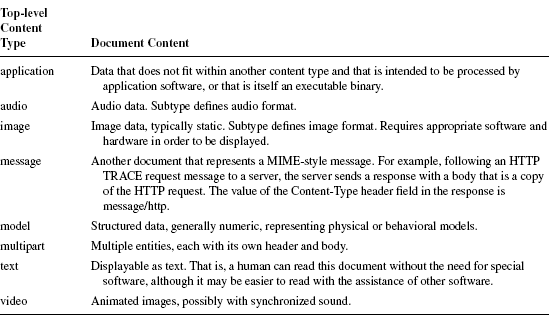 Top-level
Content
Type Document Content
application Data that does not fit within another content type and that is intended to be processed by
application software, or that is itself an executable binary.
audio Audio data. Subtype defines audio format.
image Image data, typically static. Subtype defines image format. Requires appropriate software and
hardware in order to be displayed.
message Another document that represents a MIME-style message. For example, following an HTTP
TRACE request message to a server, the server sends a response with a body that is a copy
of the HTTP request. The value of the Content-Type header field in the response is
message/http.
model Structured data, generally numeric, representing physical or behavioral models.
multipart Multiple entities, each with its own header and body.
text Displayable as text. That is, a human can read this document without the need for special
software, although it may be easier to read with the assistance of other software.
video Animated images, possibly with synchronized sound.